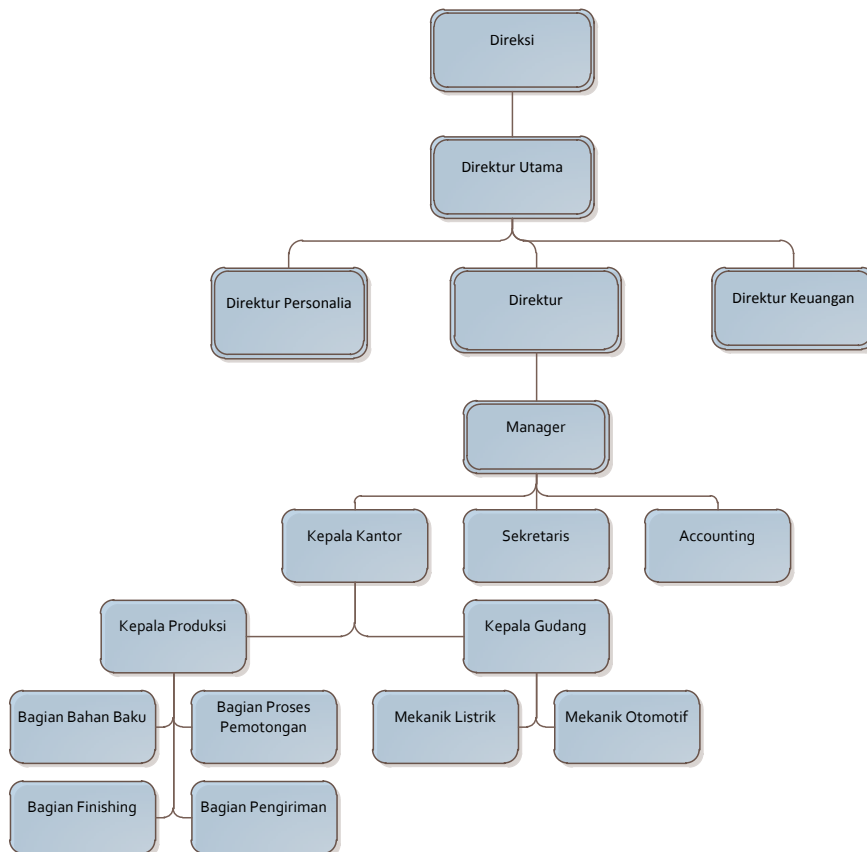 Direksi
Direktur Utama
Direktur Personalia
Direktur
Direktur Keuangan
Manager
Kepala Kantor
Sekretaris
Accounting
Kepala Produksi
Kepala Gudang
Bagian Bahan Baku
Bagian Proses
Pemotongan
Mekanik Listrik
Mekanik Otomotif
Bagian Finishing
Bagian Pengiriman